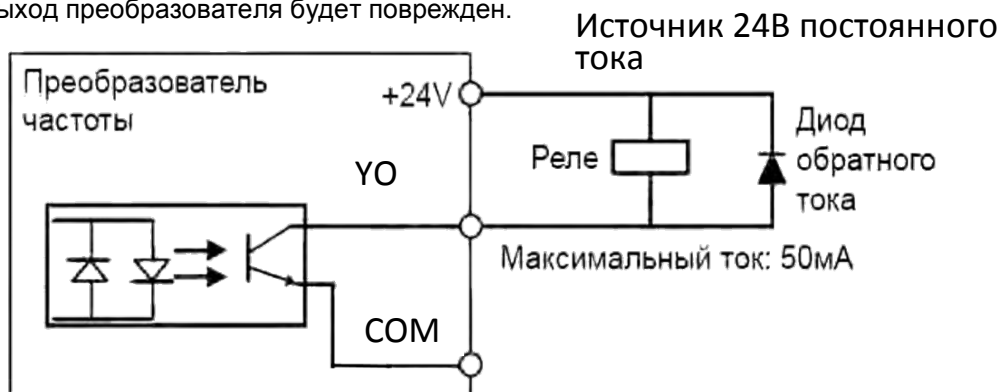 преобразователя будет поврежден.
Источник 24В постоянного
тока
Преобразователь
частоты
+24V
YO
Реле
Диод
обратного
тока
Максимальный ток: 50мА
COM